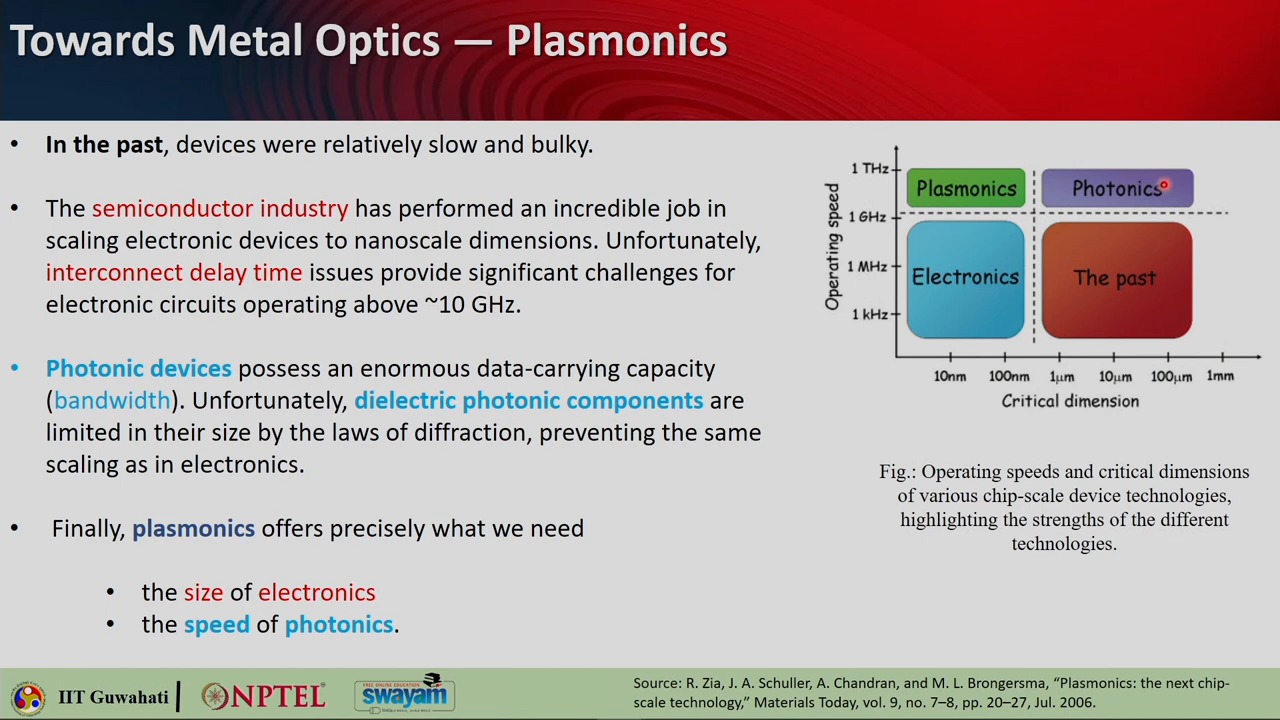 Towards Metal Optics — Plasmonics
• In the past, devices were relatively slow and bulky.
• The semiconductor industry has performed an incredible job in
scaling electronic devices to nanoscale dimensions. Unfortunately,
interconnect delay time issues provide significant challenges for
electronic circuits operating above ~10 GHz.
• Photonic devices possess an enormous data-carrying capacity
(bandwidth). Unfortunately, dielectric photonic components are
limited in their size by the laws of diffraction, preventing the same
scaling as in electronics.
• Finally, plasmonics offers precisely what we need
• the size of electronics
• the speed of photonics.
Operating speed
1 THz
1 GHz
1 MHz
1 kHz
Plasmonics
Photonics
Electronics
The past
10nm 100nm 1μm 10μm 100μm 1mm
Critical dimension
Fig.: Operating speeds and critical dimensions
of various chip-scale device technologies,
highlighting the strengths of the different
technologies.
IIT Guwahati
NPTEL
FREE ONLINE EDUCATION
swayam
Source: R. Zia, J. A. Schuller, A. Chandran, and M. L. Brongersma, “Plasmonics: the next chip-
scale technology,” Materials Today, vol. 9, no. 7–8, pp. 20–27, Jul. 2006.